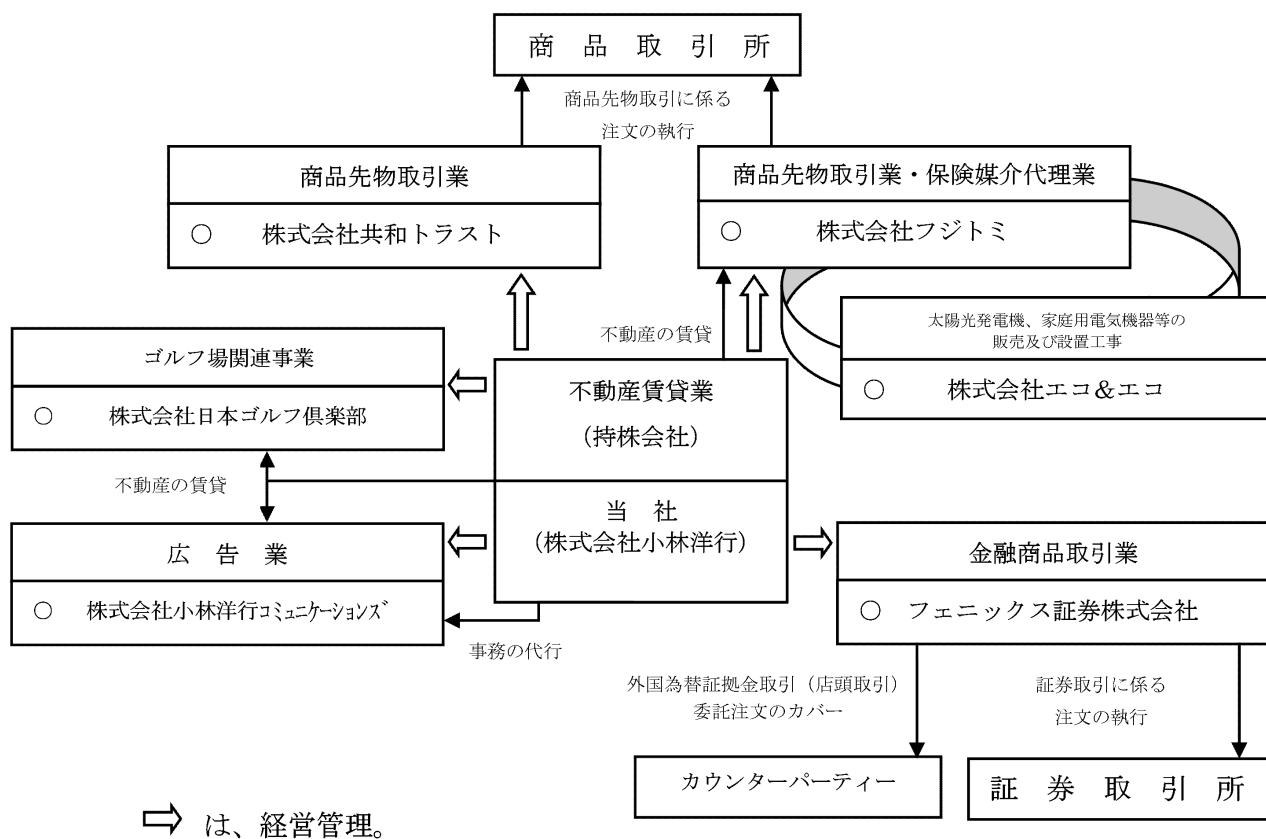 商　品　取　引　所
商品先物取引に係る
注文の執行
商品先物取引業
○　株式会社共和トラスト
商品先物取引業・保険媒介代理業
○　株式会社フジトミ
不動産の賃貸
太陽光発電機、家庭用電気機器等の
販売及び設置工事
○　株式会社エコ＆エコ
ゴルフ場関連事業
○　株式会社日本ゴルフ倶楽部
不動産賃貸業
（持株会社）
当　社
（株式会社小林洋行）
不動産の賃貸
広　告　業
○　株式会社小林洋行ｺﾐｭﾆｹｰｼｮﾝｽﾞ
事務の代行
金融商品取引業
○　フェニックス証券株式会社
外国為替証拠金取引（店頭取引）
委託注文のカバー
証券取引に係る
注文の執行
カウンターパーティー
証　券　取　引　所
⇨ は、経営管理。